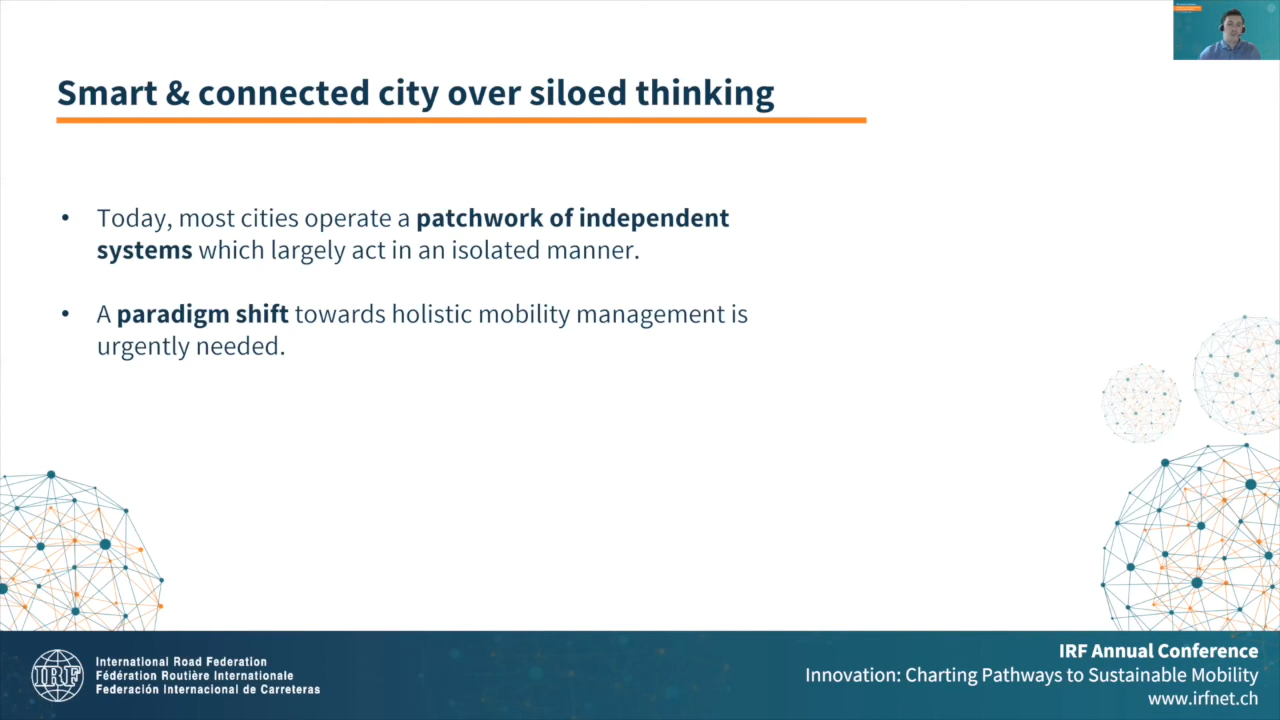 Smart & connected city over siloed thinking
• Today, most cities operate a patchwork of independent
systems which largely act in an isolated manner.
• A paradigm shift towards holistic mobility management is
urgently needed.
IRF
International Road Federation
Fédération Routière Internationale
Federación Internacional de Carreteras
IRF Annual Conference
Innovation: Charting Pathways to Sustainable Mobility
www.irfnet.ch